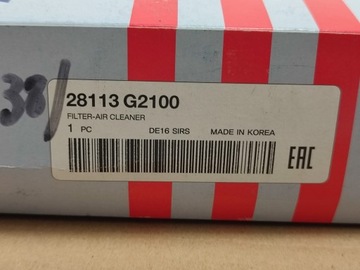 38/
28113 G2100
FILTER-AIR CLEANER
1 PC DE16 SIRS MADE IN KOREA
EAC